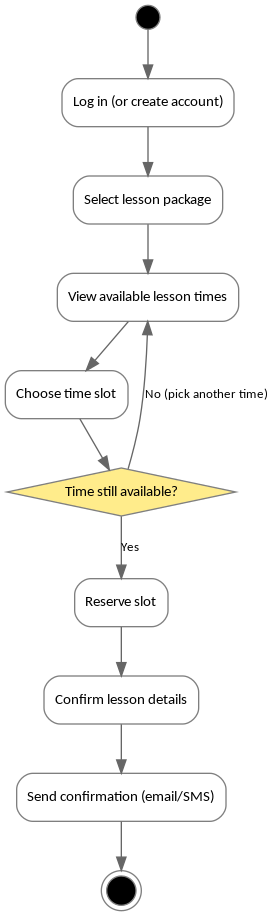 Log in (or create account)
Select lesson package
View available lesson times
Choose time slot
No (pick another time)
Time still available?
Yes
Reserve slot
Confirm lesson details
Send confirmation (email/SMS)